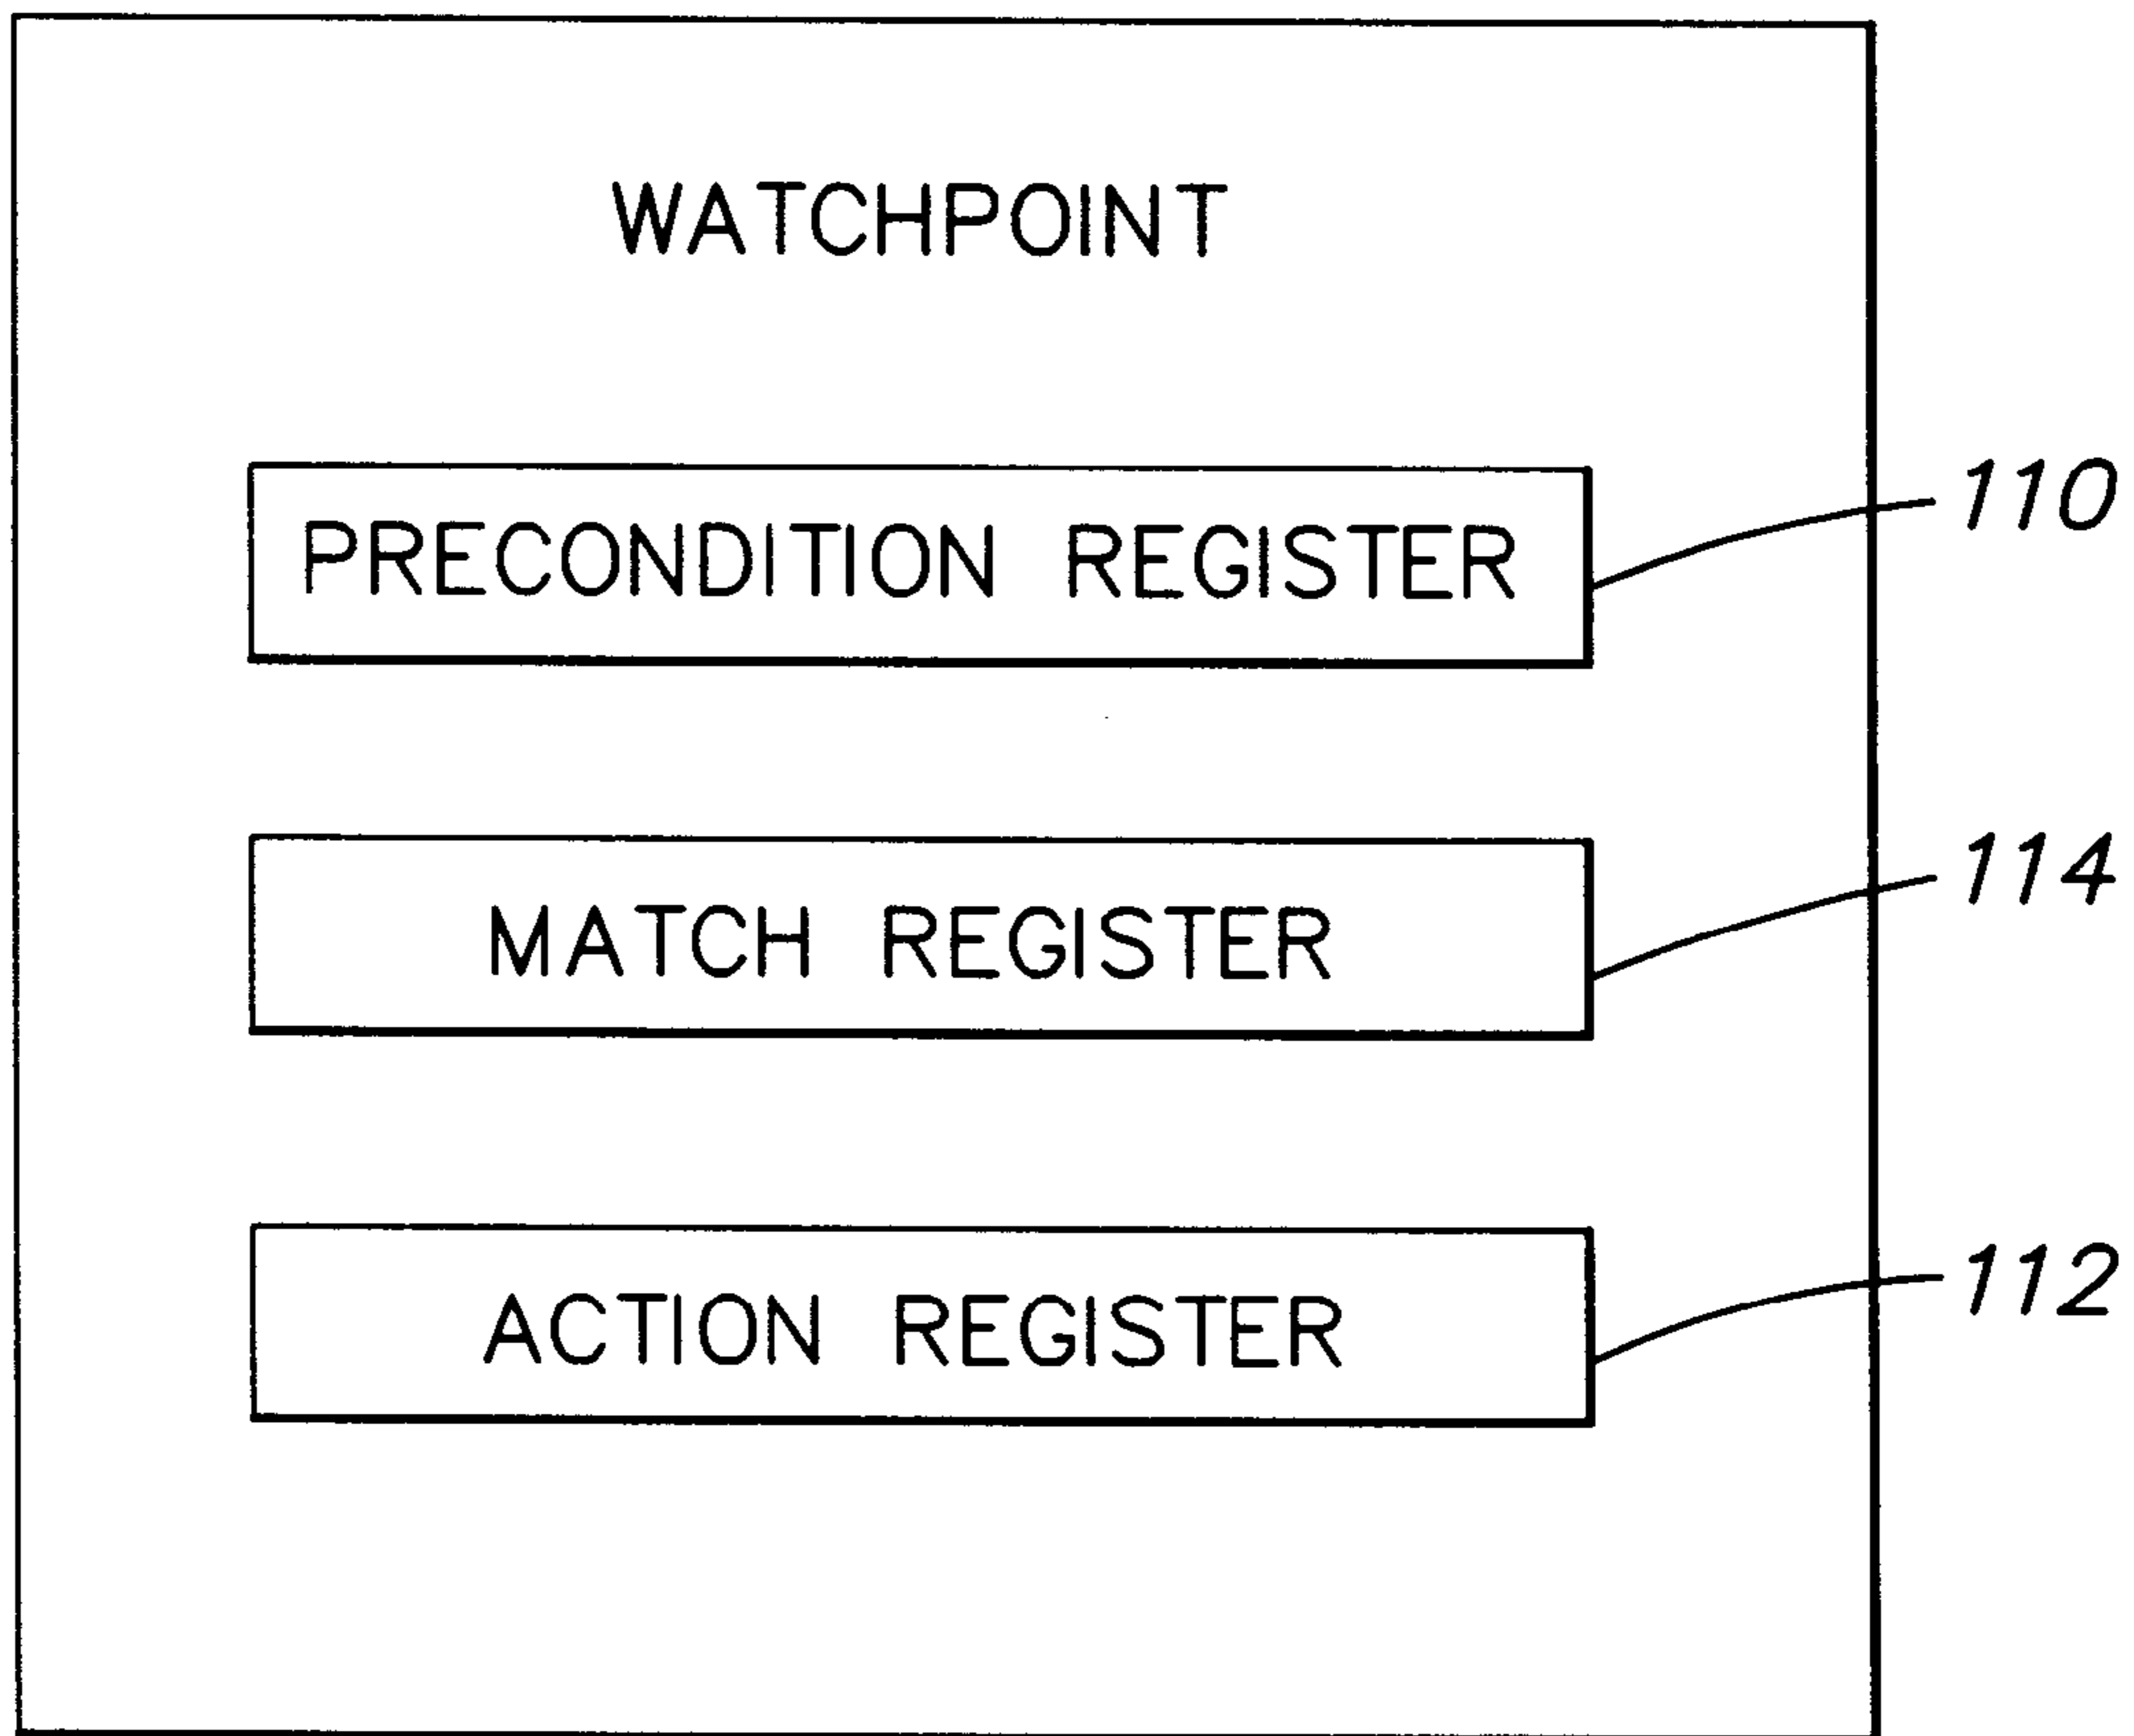 WATCHPOINT
PRECONDITION REGISTER
110
MATCH REGISTER
114
ACTION REGISTER
112